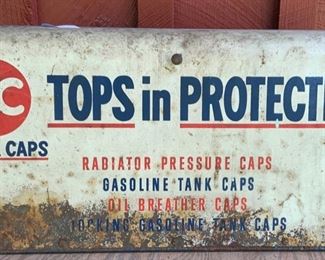 C
TOPS in PROTECTI
CAPS
RADIATOR PRESSURE CAPS
GASOLINE TANK CAPS
OIL BREATHER CAPS
LOCKING GASOLINE TANK CAPS